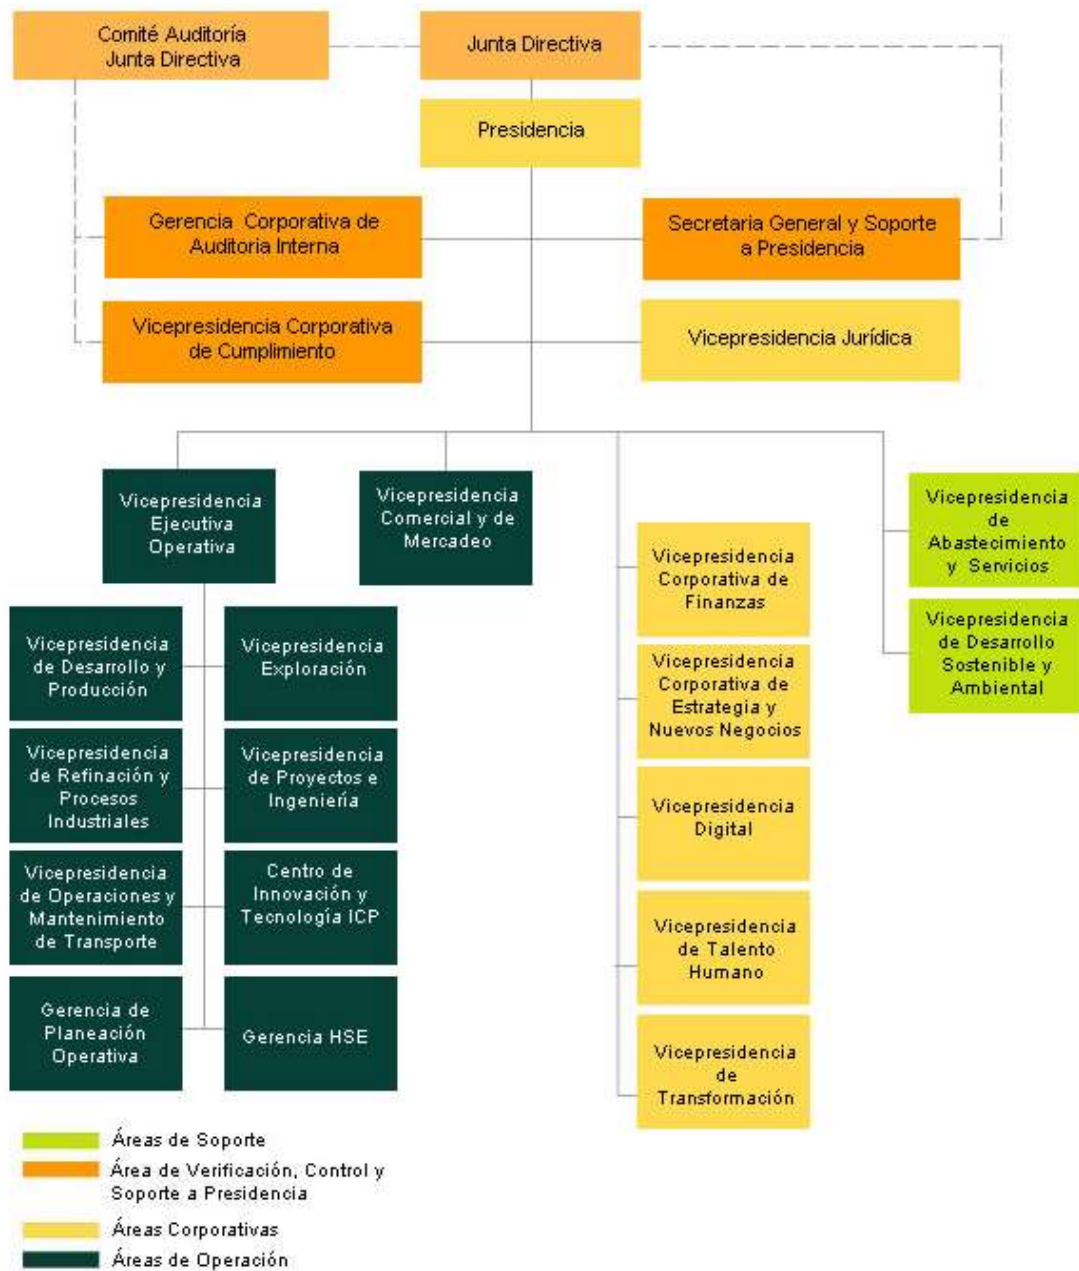 Comité Auditoría
Junta Directiva
Junta Directiva
Presidencia
Gerencia Corporativa de
Auditoria Interna
Secretaria General y Soporte
a Presidencia
Vicepresidencia Corporativa
de Cumplimiento
Vicepresidencia Jurídica
Vicepresidencia
Ejecutiva
Operativa
Vicepresidencia
Comercial y de
Mercadeo
Vicepresidencia
de Desarrollo y
Producción
Vicepresidencia
Exploración
Vicepresidencia
de Refinación y
Procesos
Industriales
Vicepresidencia
de Proyectos e
Ingeniería
Vicepresidencia
de Operaciones y
Mantenimiento
de Transporte
Centro de
Innovación y
Tecnología ICP
Gerencia de
Planeación
Operativa
Gerencia HSE
Vicepresidencia
Corporativa de
Finanzas
Vicepresidencia
Corporativa de
Estrategia y
Nuevos Negocios
Vicepresidencia
Digital
Vicepresidencia
de Talento
Humano
Vicepresidencia
de
Transformación
Vicepresidencia
de
Abastecimiento
y Servicios
Vicepresidencia
de Desarrollo
Sostenible y
Ambiental
Áreas de Soporte
Área de Verificación, Control y
Soporte a Presidencia
Áreas Corporativas
Áreas de Operación